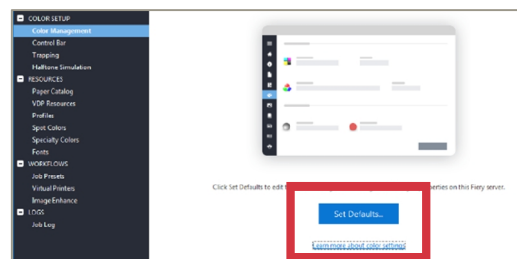 COLOR SETUP
Color Management
Control Bar
Trapping
Halftone Simulation
RESOURCES
Paper Catalog
VDP Resources
Profiles
Spot Colors
Specialty Colors
Fonts
WORKFLOWS
Job Presets
Virtual Printers
Image Enhance
LOGS
Job Log
Click Set Defaults to edit erties on this Fiery server.
Set Defaults...
Learn more about color settings